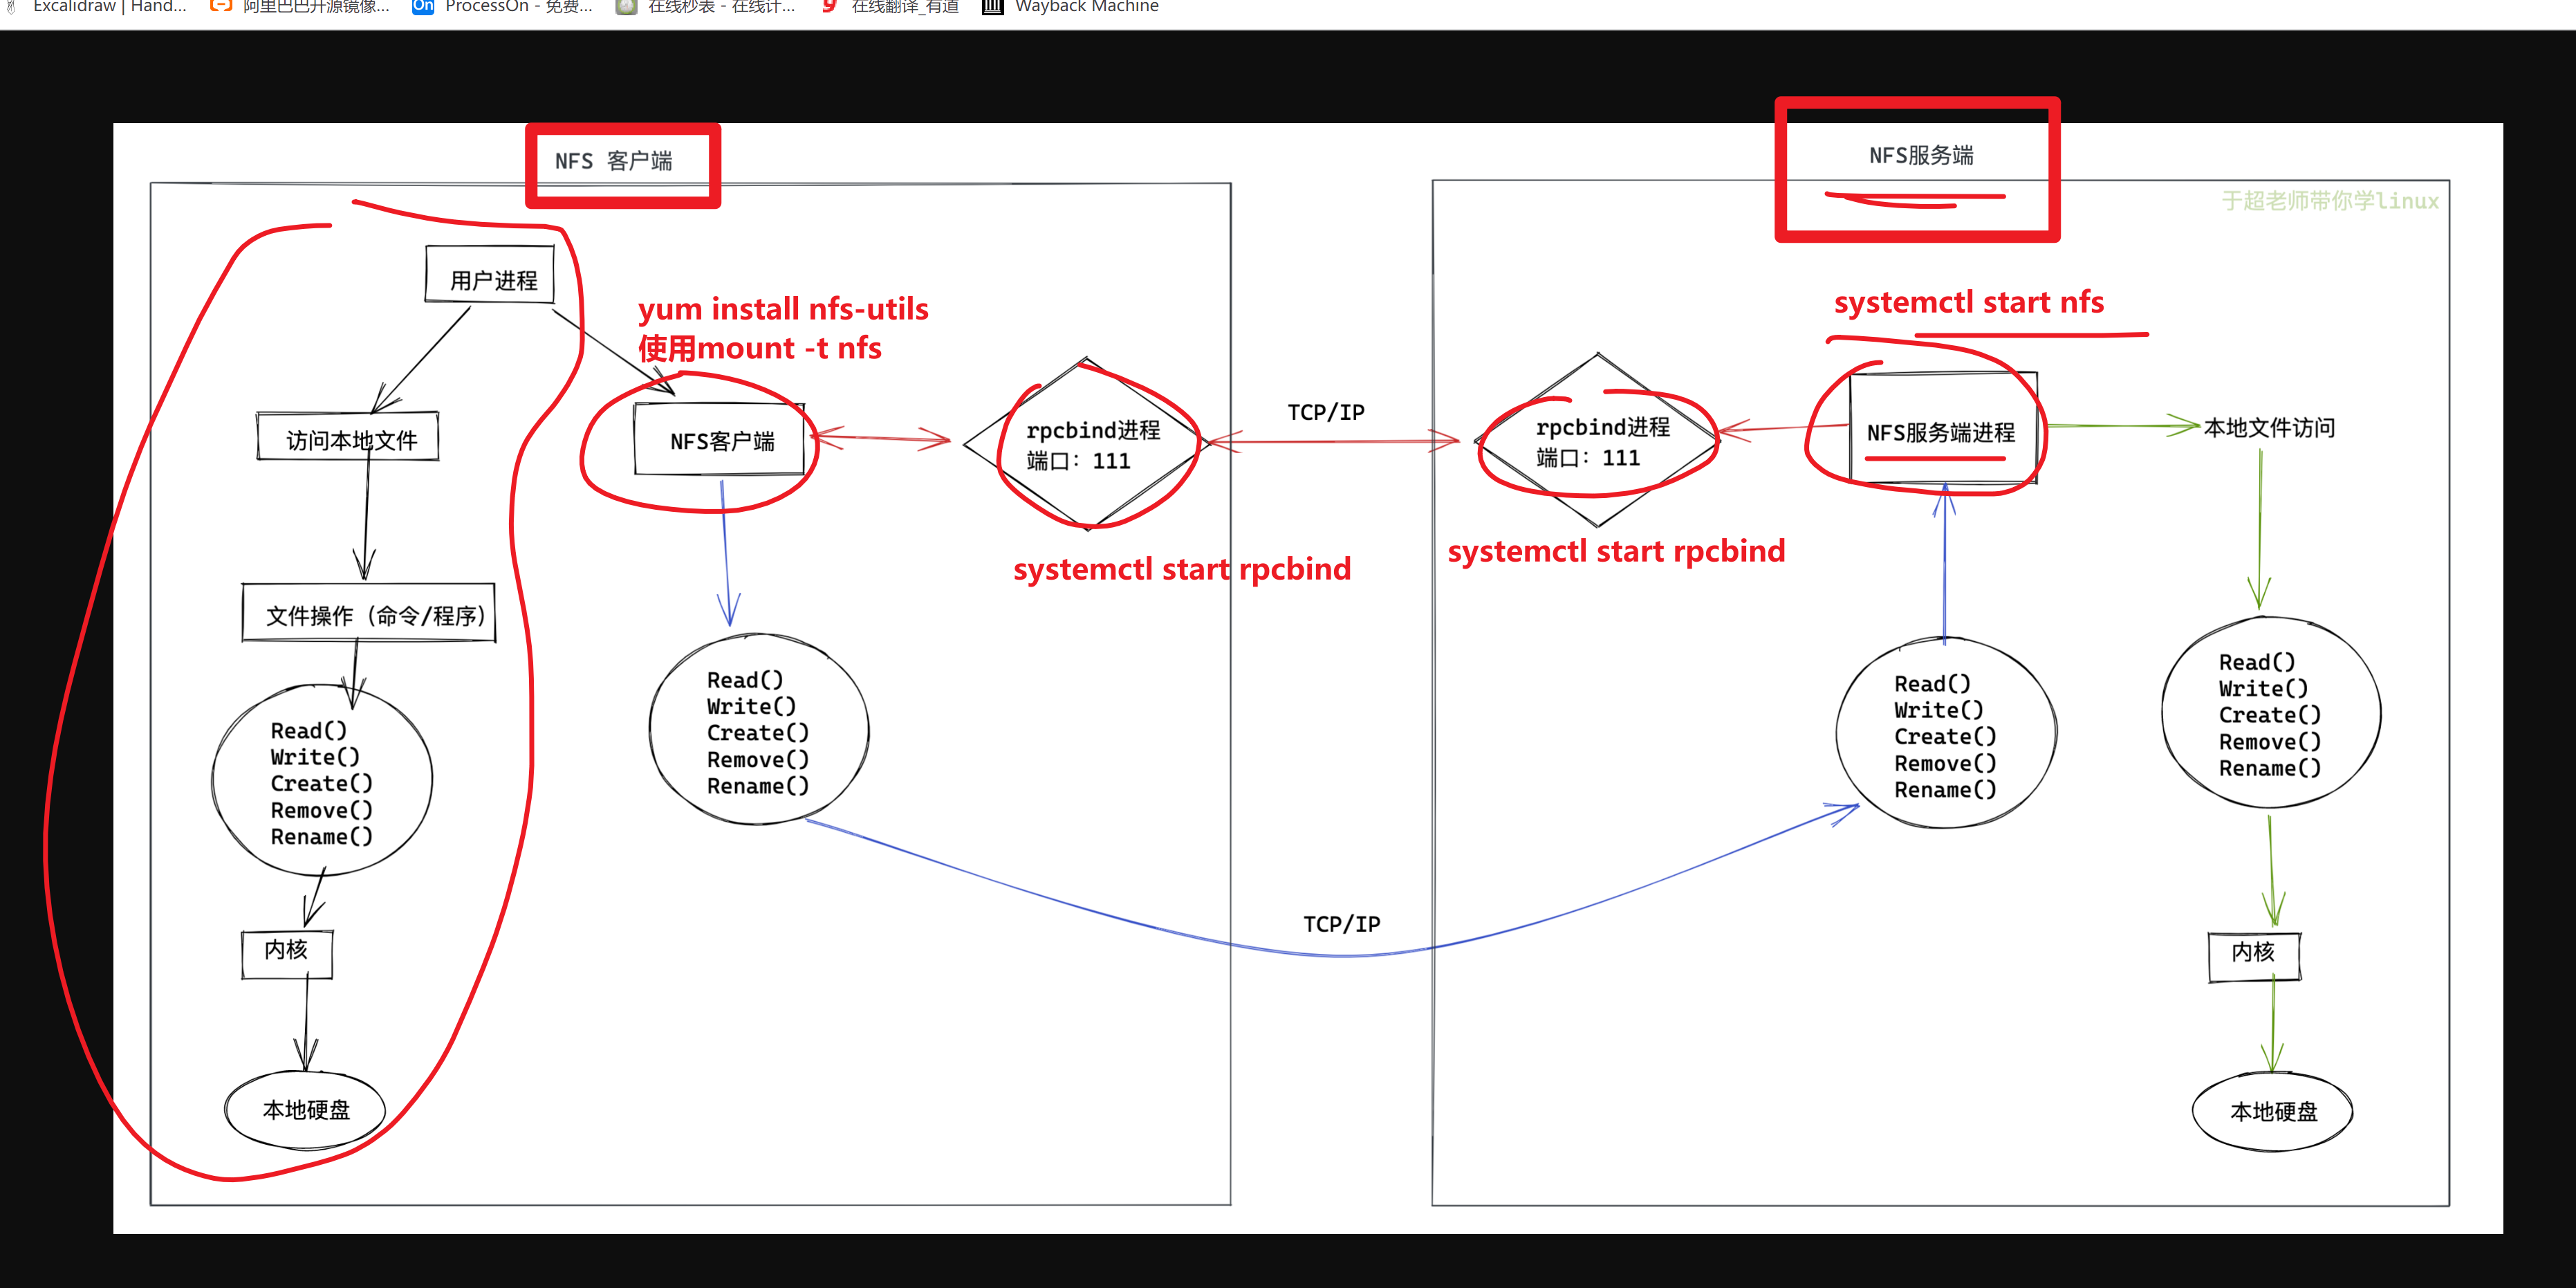 Excalidraw | Hand...
阿里巴巴开源镜像...
On
ProcessOn - 免费...
在线秒表 - 在线计...
在线翻译_有道
Wayback Machine
NFS 客户端
用户进程
访问本地文件
文件操作（命令/程序）
Read()
Write()
Create()
Remove()
Rename()
内核
本地硬盘
yum install nfs-utils
使用mount -t nfs
NFS客户端
Read()
Write()
Create()
Remove()
Rename()
rpcbind进程
端口：111
systemctl start rpcbind
TCP/IP
TCP/IP
NFS服务端
于超老师带你学linux
rpcbind进程
端口：111
systemctl start rpcbind
systemctl start nfs
NFS服务端进程
Read()
Write()
Create()
Remove()
Rename()
本地文件访问
Read()
Write()
Create()
Remove()
Rename()
内核
本地硬盘